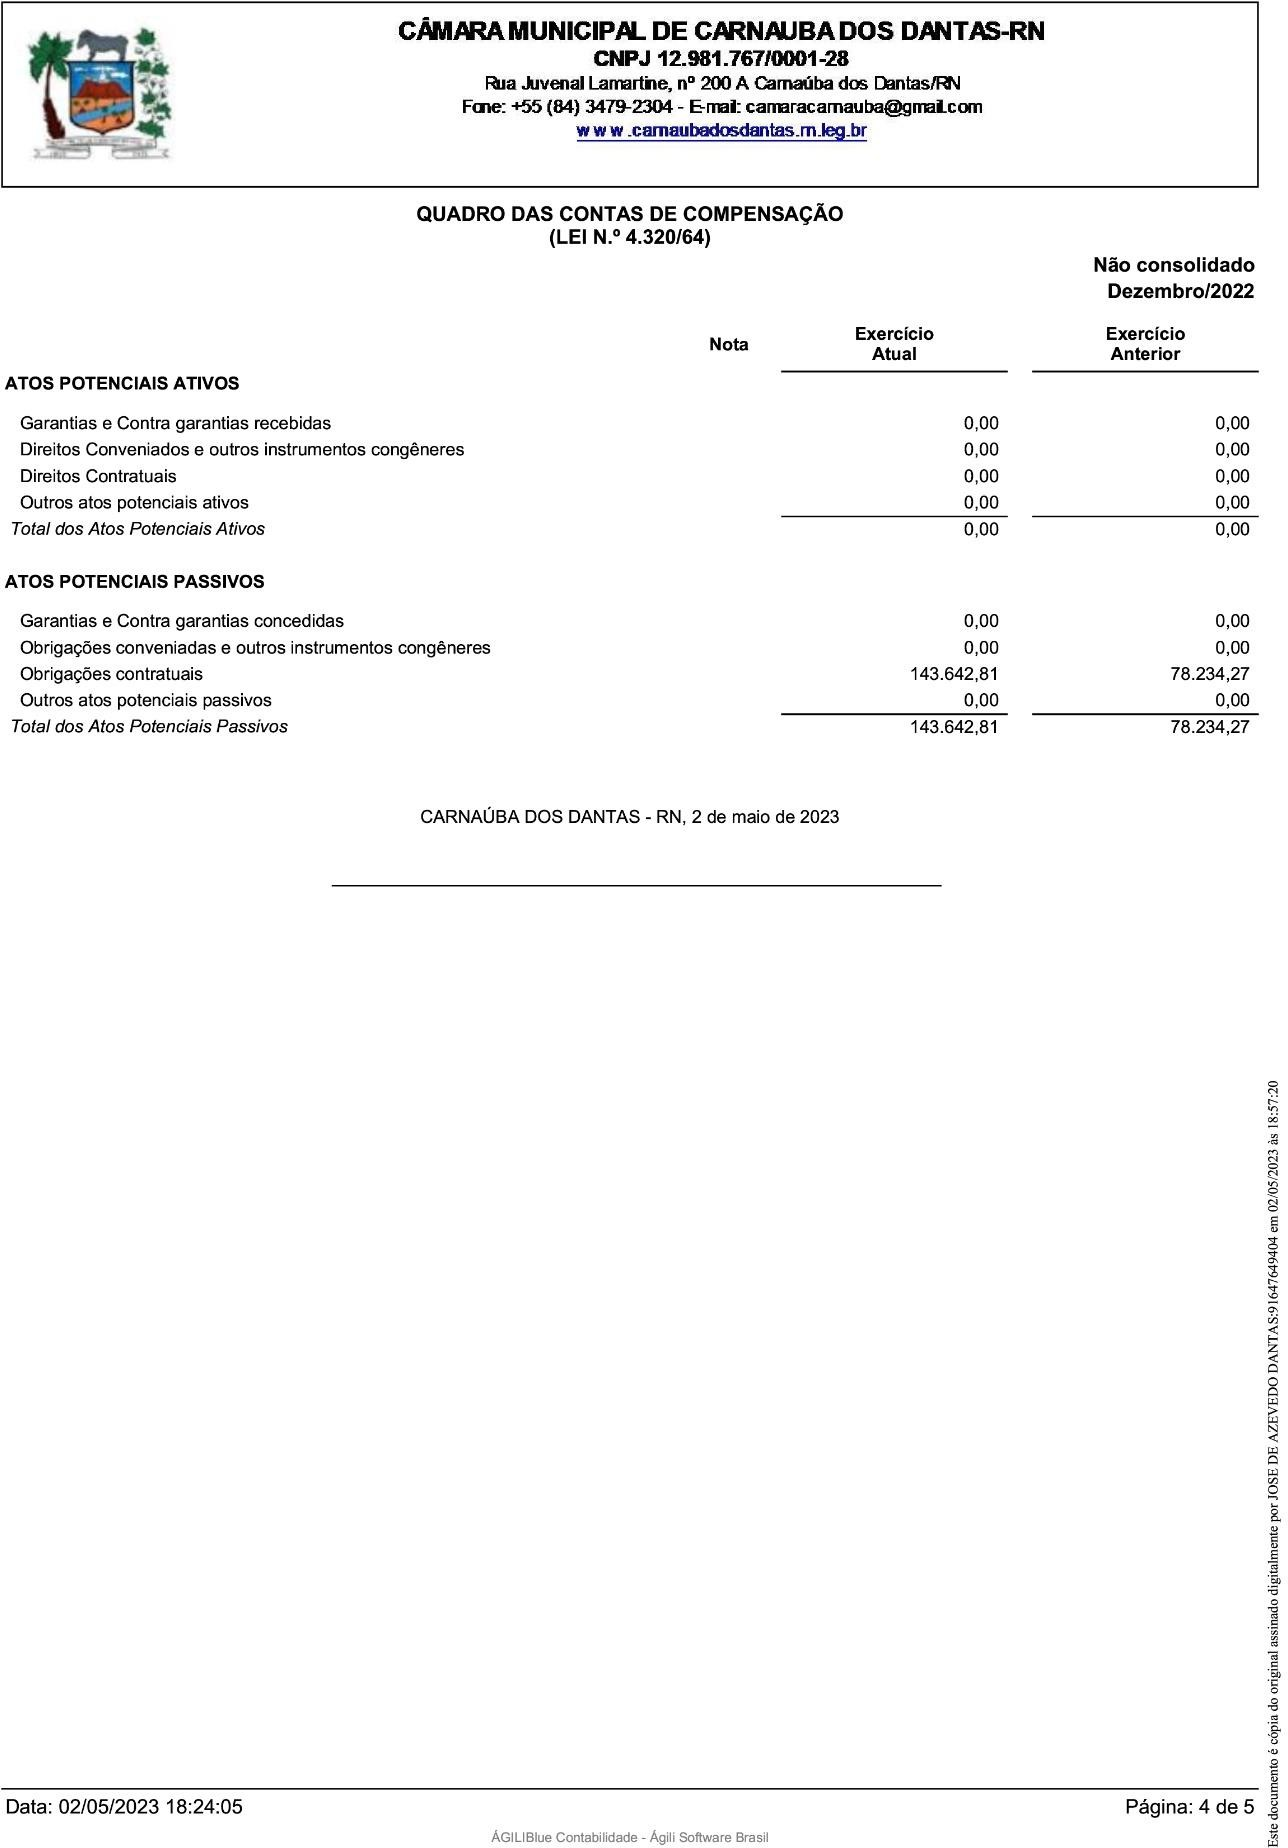 CÂMARA MUNICIPAL DE CARNAUBA DOS DANTAS-RN
CNPJ 12.981.767/0001-28
Rua Juvenal Lamartine, nº 200 A Carnaúba dos Dantas/RN
Fone: +55 (84) 3479-2304 - E-mail: camaracarnauba@gmail.com
www.carnaubadosdantas.rn.leg.br
QUADRO DAS CONTAS DE COMPENSAÇÃO
(LEI N.º 4.320/64)
Não consolidado
Dezembro/2022
Nota Exercício Atual Exercício Anterior
ATOS POTENCIAIS ATIVOS
Garantias e Contra garantias recebidas 0,00 0,00
Direitos Conveniados e outros instrumentos congêneres 0,00 0,00
Direitos Contratuais 0,00 0,00
Outros atos potenciais ativos 0,00 0,00
Total dos Atos Potenciais Ativos 0,00 0,00
ATOS POTENCIAIS PASSIVOS
Garantias e Contra garantias concedidas 0,00 0,00
Obrigações conveniadas e outros instrumentos congêneres 0,00 0,00
Obrigações contratuais 143.642,81 78.234,27
Outros atos potenciais passivos 0,00 0,00
Total dos Atos Potenciais Passivos 143.642,81 78.234,27
CARNAÚBA DOS DANTAS - RN, 2 de maio de 2023
Data: 02/05/2023 18:24:05 Página: 4 de 5
ÁGILIBlue Contabilidade - Ágili Software Brasil
Este documento é cópia do original assinado digitalmente por JOSE DE AZEVEDO DANTAS:91647649404 em 02/05/2023 às 18:57:20